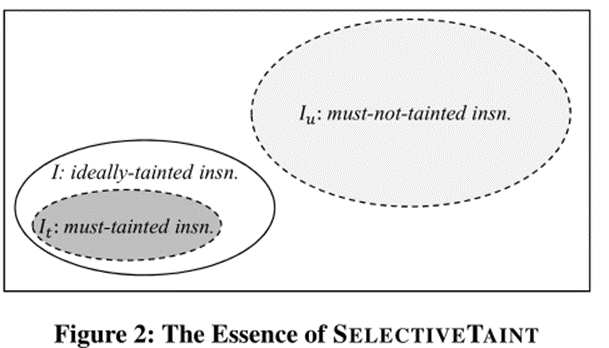 I_u: must-not-tainted insn.
I: ideally-tainted insn.
I_t: must-tainted insn.
Figure 2: The Essence of SELECTIVETAINT